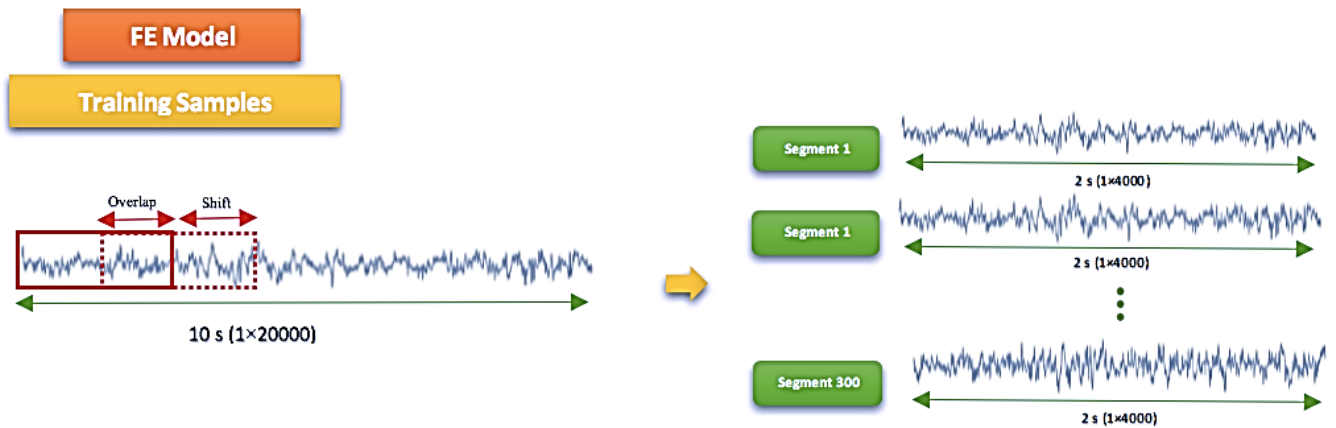 FE Model
Training Samples
Overlap
Shift
10 s (1×20000)
Segment 1
2 s (1×4000)
Segment 1
2 s (1×4000)
Segment 300
2 s (1×4000)